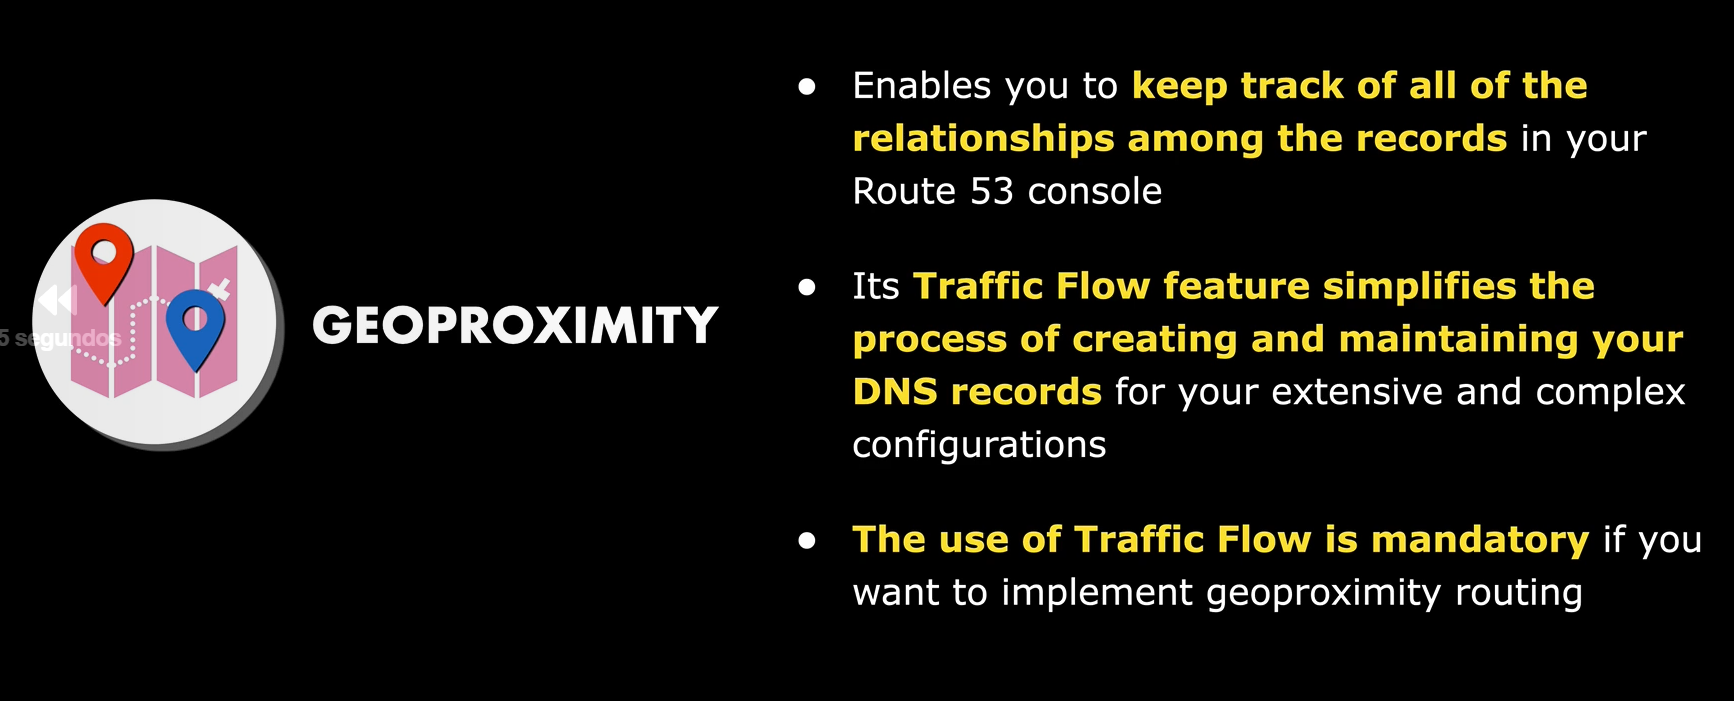 ● Enables you to keep track of all of the
relationships among the records in your
Route 53 console
● Its Traffic Flow feature simplifies the
process of creating and maintaining your
DNS records for your extensive and complex
configurations
● The use of Traffic Flow is mandatory if you
want to implement geoproximity routing
GEOPROXIMITY
5 segundos